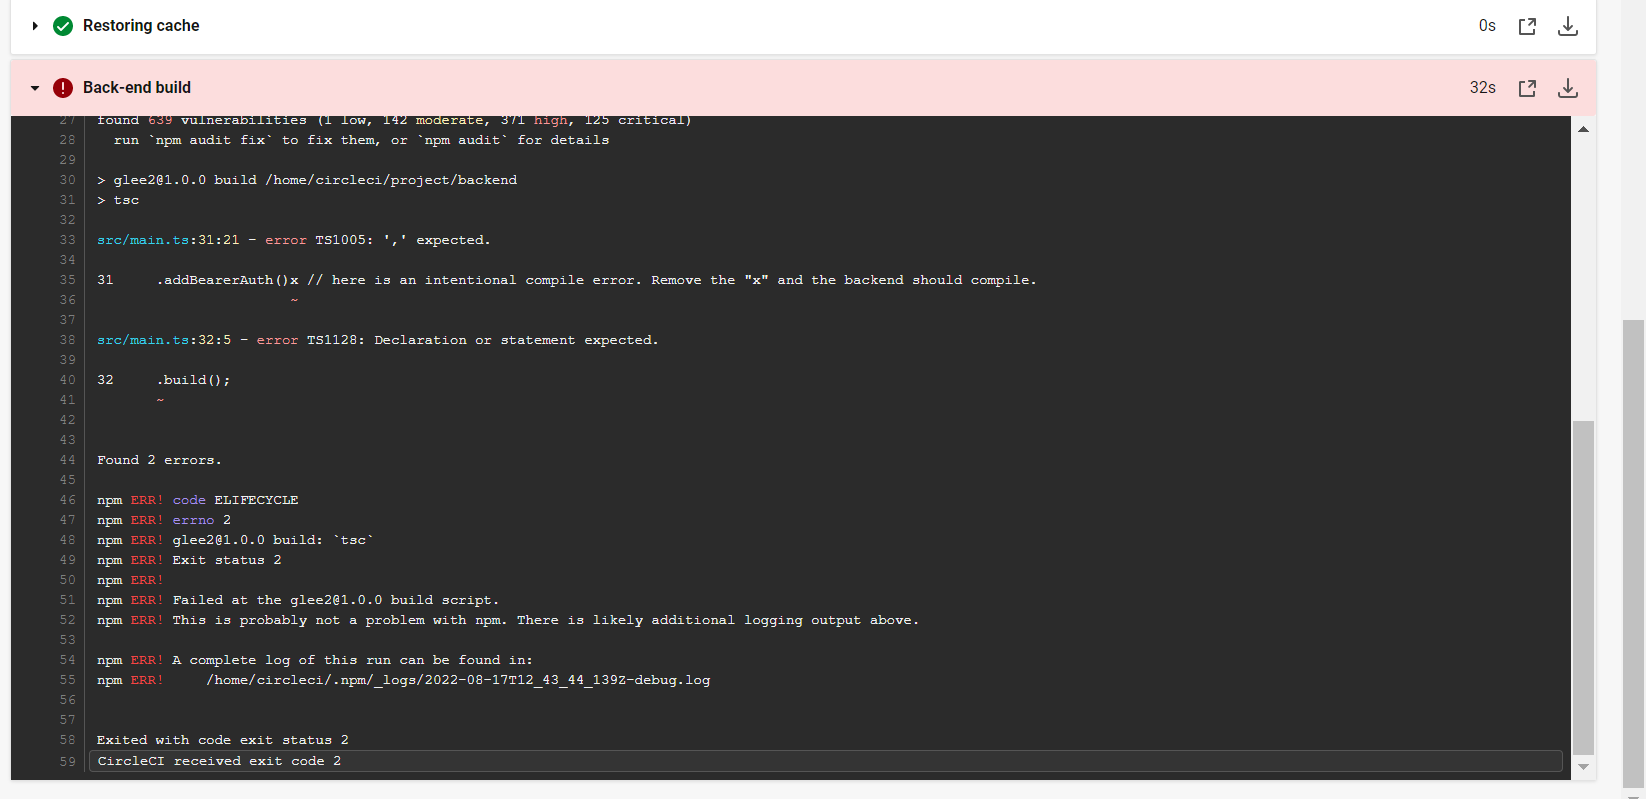 Restoring cache 0s
Back-end build 32s
27 found 639 vulnerabilities (1 low, 142 moderate, 371 high, 125 critical)
28 run `npm audit fix` to fix them, or `npm audit` for details
29
30 > glee2@1.0.0 build /home/circleci/project/backend
31 > tsc
32
33 src/main.ts:31:21 - error TS1005: ',' expected.
34
35 31 .addBearerAuth()x // here is an intentional compile error. Remove the "x" and the backend should compile.
36 ~
37
38 src/main.ts:32:5 - error TS1128: Declaration or statement expected.
39
40 32 .build();
41 ~
42
43
44 Found 2 errors.
45
46 npm ERR! code ELIFECYCLE
47 npm ERR! errno 2
48 npm ERR! glee2@1.0.0 build: `tsc`
49 npm ERR! Exit status 2
50 npm ERR!
51 npm ERR! Failed at the glee2@1.0.0 build script.
52 npm ERR! This is probably not a problem with npm. There is likely additional logging output above.
53
54 npm ERR! A complete log of this run can be found in:
55 npm ERR! /home/circleci/.npm/_logs/2022-08-17T12_43_44_139Z-debug.log
56
57
58 Exited with code exit status 2
59 CircleCI received exit code 2